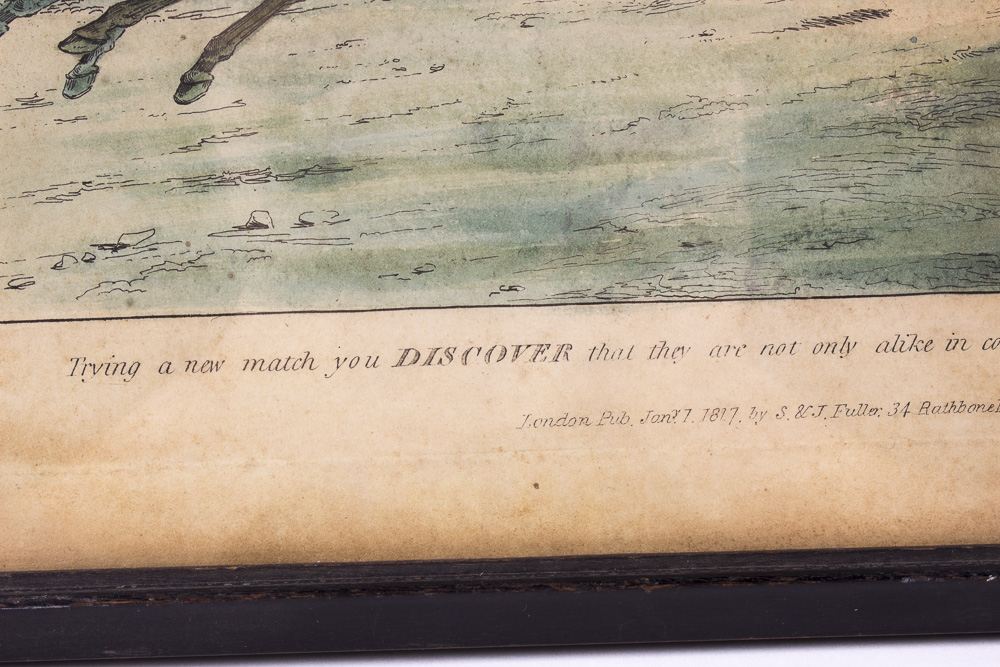 Trying a new match you DISCOVER that they are not only alike in co
London Pub. Jany. 1. 1817. by S. & J. Fuller, 34 Rathbone